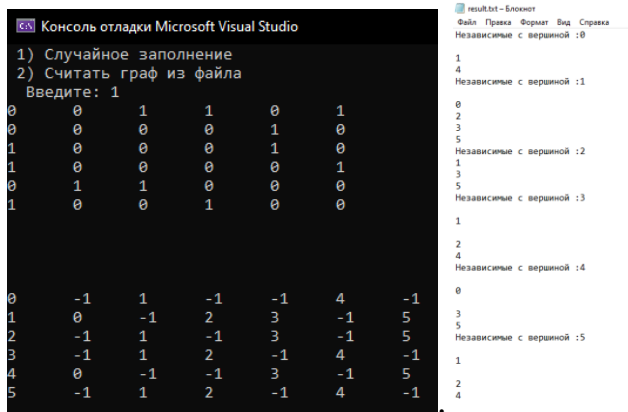 Консоль отладки Microsoft Visual Studio
1) Случайное заполнение
2) Считать граф из файла
Введите: 1
0 0 1 1 0 1
0 0 0 0 1 0
1 0 0 0 1 0
1 0 0 0 0 1
0 1 1 0 0 0
1 0 0 1 0 0
0 -1 1 -1 -1 4 -1
1 0 -1 2 3 -1 5
2 -1 1 -1 3 -1 5
3 -1 1 2 -1 4 -1
4 0 -1 -1 3 -1 5
5 -1 1 2 -1 4 -1
result.txt – Блокнот
Файл Правка Формат Вид Справка
Независимые с вершиной :0
1
4
Независимые с вершиной :1
0
2
3
5
Независимые с вершиной :2
1
3
5
Независимые с вершиной :3
1
2
4
Независимые с вершиной :4
0
3
5
Независимые с вершиной :5
1
2
4